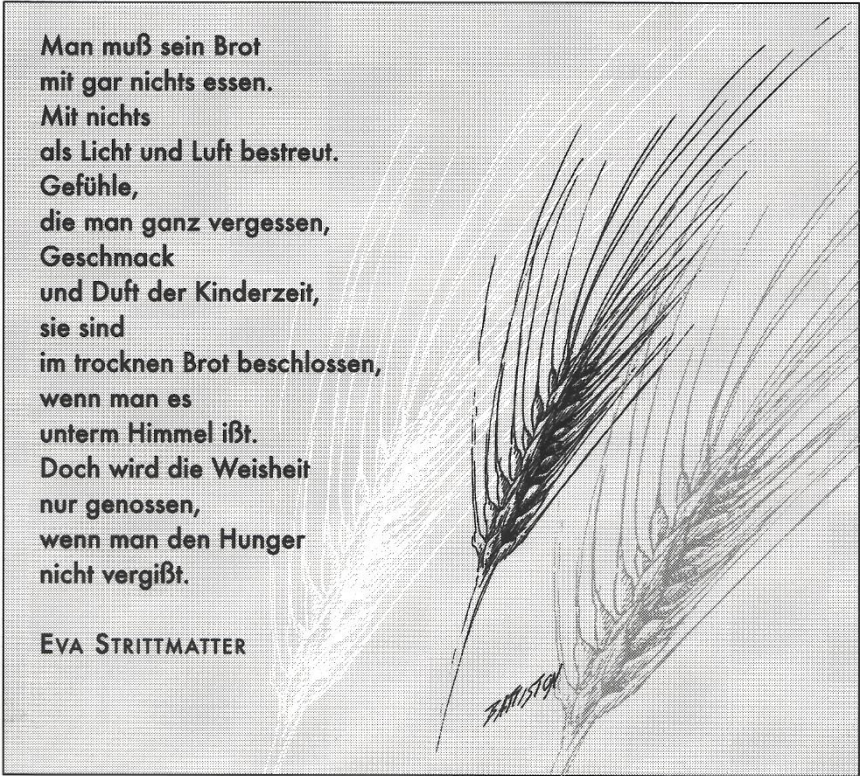 Man muß sein Brot
mit gar nichts essen.
Mit nichts
als Licht und Luft bestreut.
Gefühle,
die man ganz vergessen,
Geschmack
und Duft der Kinderzeit,
sie sind
im trocknen Brot beschlossen,
wenn man es
unterm Himmel ißt.
Doch wird die Weisheit
nur genossen,
wenn man den Hunger
nicht vergißt.
EVA STRITTMATTER
BATTISTON